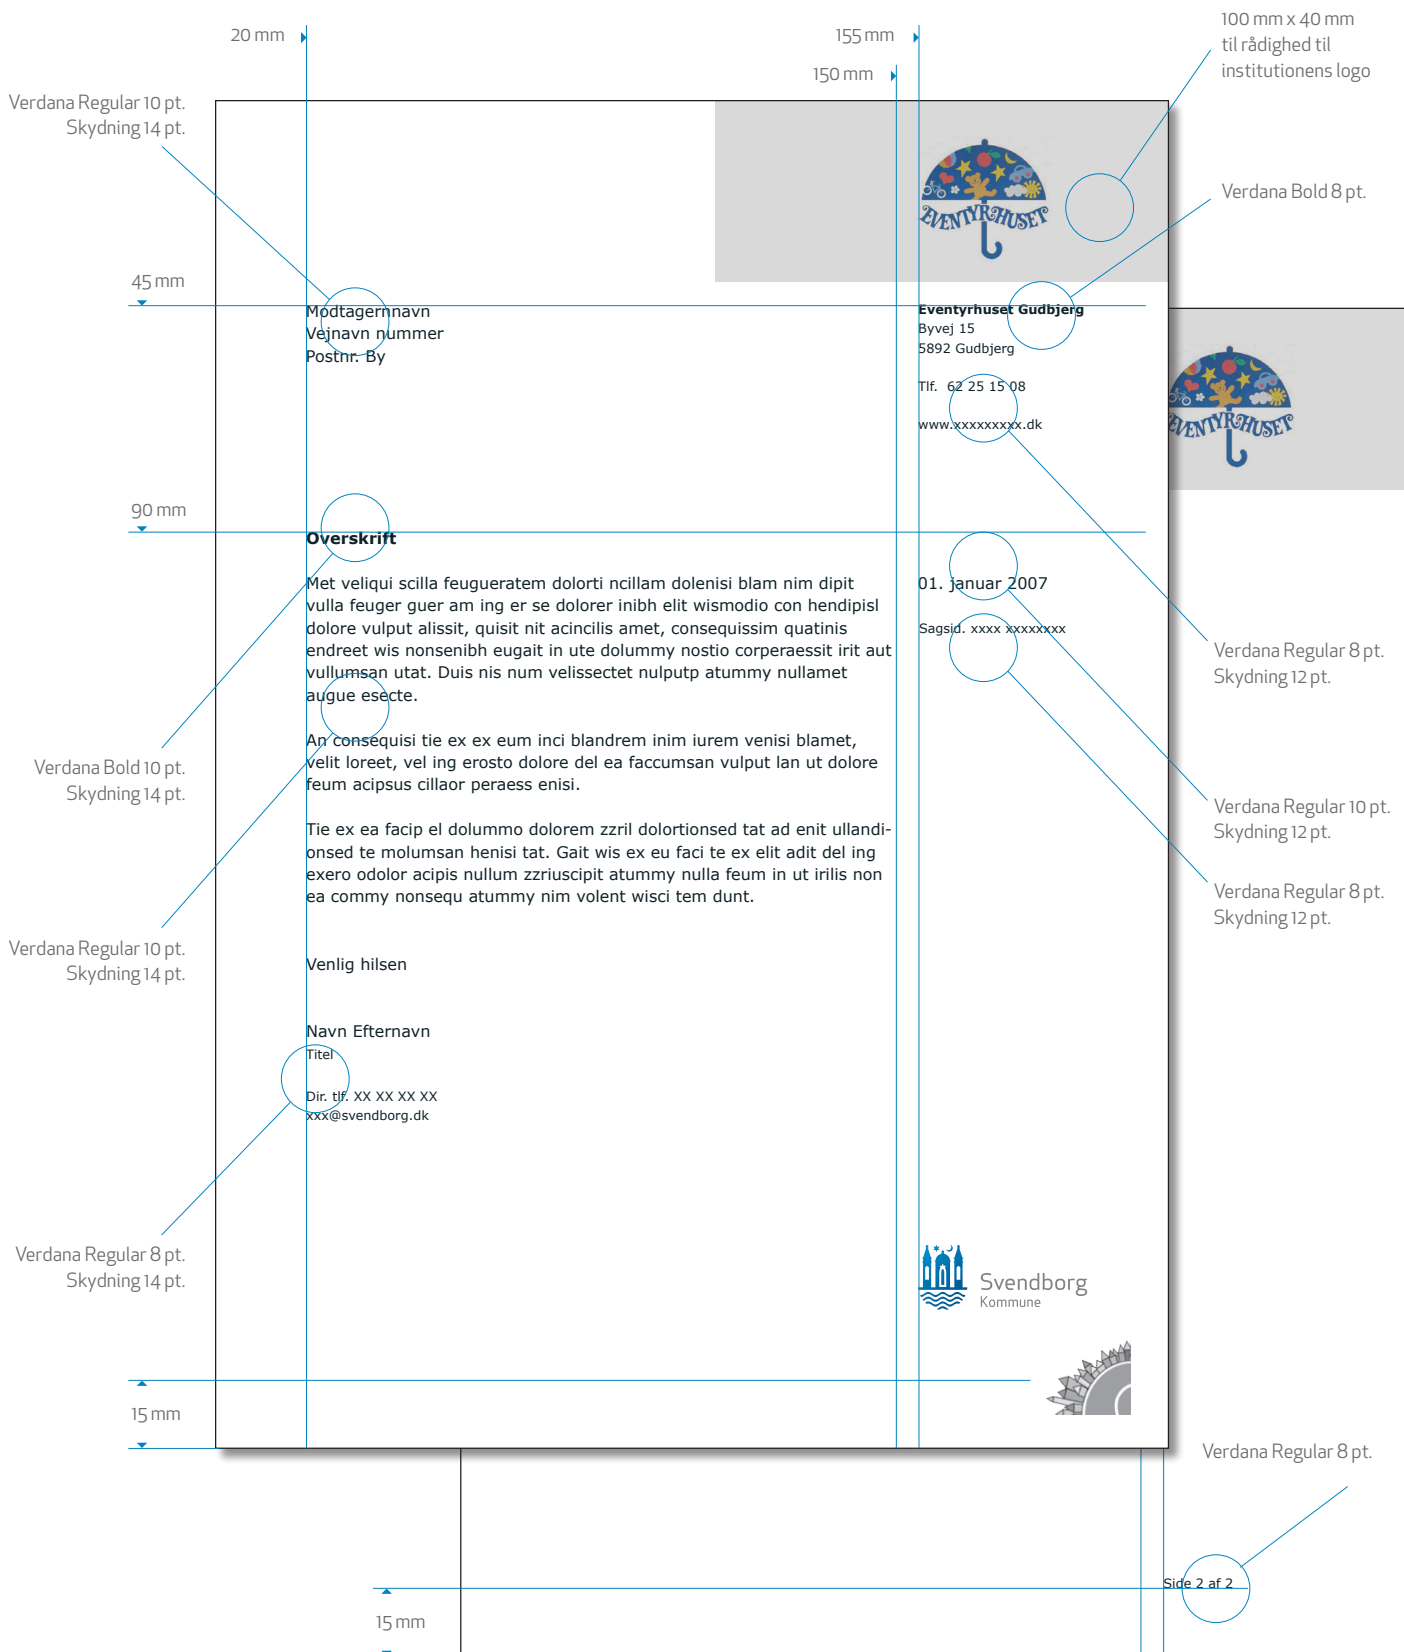 20 mm
155 mm
150 mm
100 mm x 40 mm
til rådighed til
institutionens logo
Verdana Regular 10 pt.
Skydning 14 pt.
EVENTYRHUSET
Verdana Bold 8 pt.
45 mm
Modtagernnavn
Vejnavn nummer
Postnr. By
Eventyrhuset Gudbjerg
Byvej 15
5892 Gudbjerg
Tlf. 62 25 15 08
www.xxxxxxxxx.dk
EVENTYRHUSET
90 mm
Overskrift
Met veliqui scilla feugueratem dolorti ncillam dolenisi blam nim dipit
vulla feuger guer am ing er se dolorer inibh elit wismodio con hendipisl
dolore vulput alissit, quisit nit acincilis amet, consequissim quatinis
endreet wis nonsenibh eugait in ute dolummy nostio corperaessit irit aut
vullumsan utat. Duis nis num velissectet nulputp atummy nullamet
augue esecte.
An consequisi tie ex ex eum inci blandrem inim iurem venisi blamet,
velit loreet, vel ing erosto dolore del ea faccumsan vulput lan ut dolore
feum acipsus cillaor peraess enisi.
Tie ex ea facip el dolummo dolorem zzril dolortionsed tat ad enit ullandi-
onsed te molumsan henisi tat. Gait wis ex eu faci te ex elit adit del ing
exero odolor acipis nullum zzriuscipit atummy nulla feum in ut irilis non
ea commy nonsequ atummy nim volent wisci tem dunt.
01. januar 2007
Sagsid. xxxx xxxxxxxx
Verdana Regular 8 pt.
Skydning 12 pt.
Verdana Bold 10 pt.
Skydning 14 pt.
Verdana Regular 10 pt.
Skydning 12 pt.
Verdana Regular 8 pt.
Skydning 12 pt.
Verdana Regular 10 pt.
Skydning 14 pt.
Venlig hilsen
Navn Efternavn
Titel
Dir. tlf. XX XX XX XX
xxx@svendborg.dk
Verdana Regular 8 pt.
Skydning 14 pt.
Svendborg
Kommune
15 mm
Verdana Regular 8 pt.
Side 2 af 2
15 mm